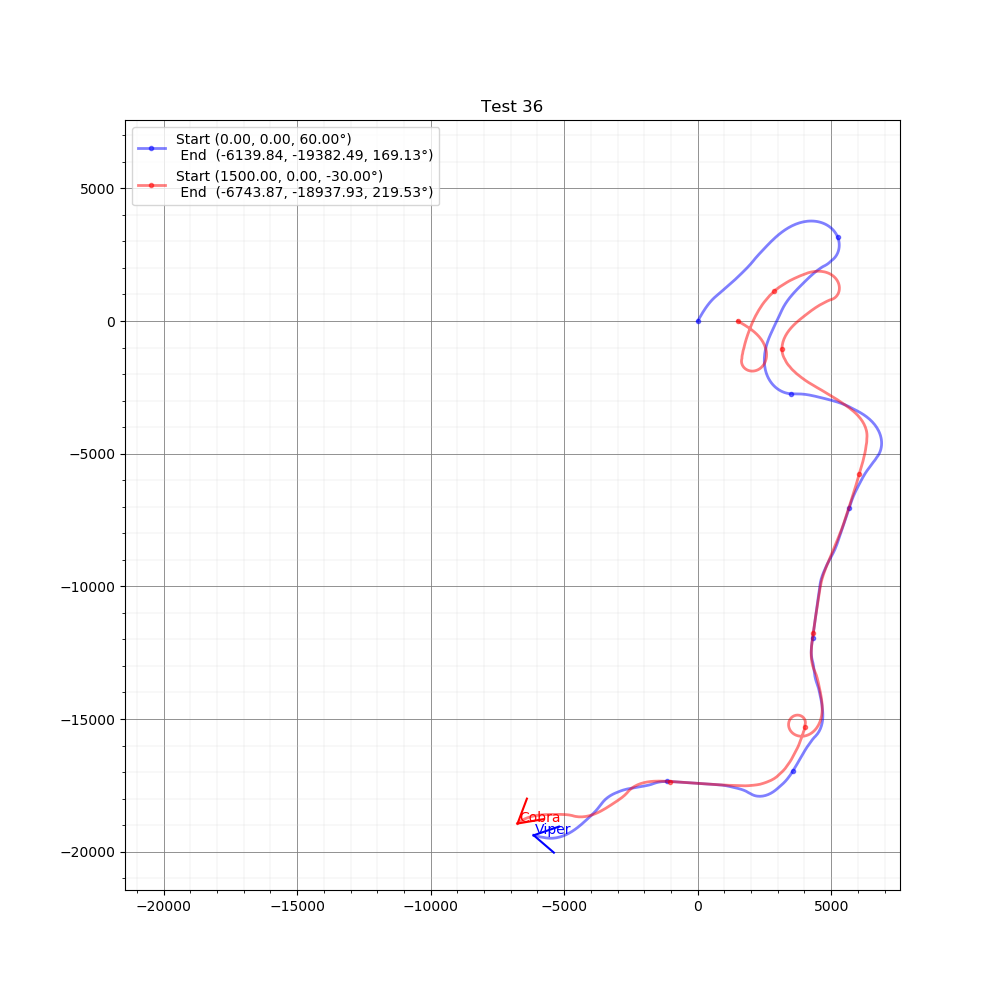 Test 36
Start (0.00, 0.00, 60.00°)
End (-6139.84, -19382.49, 169.13°)
Start (1500.00, 0.00, -30.00°)
End (-6743.87, -18937.93, 219.53°)
5000
0
−5000
−10000
−15000
−20000
Cobra
Viper
−20000 −15000 −10000 −5000 0 5000